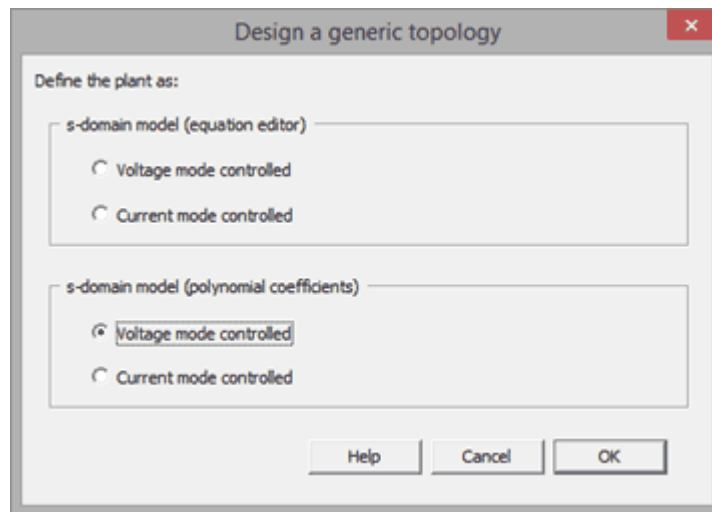 Design a generic topology
Define the plant as:
s-domain model (equation editor)
Voltage mode controlled
Current mode controlled
s-domain model (polynomial coefficients)
Voltage mode controlled
Current mode controlled
Help Cancel OK